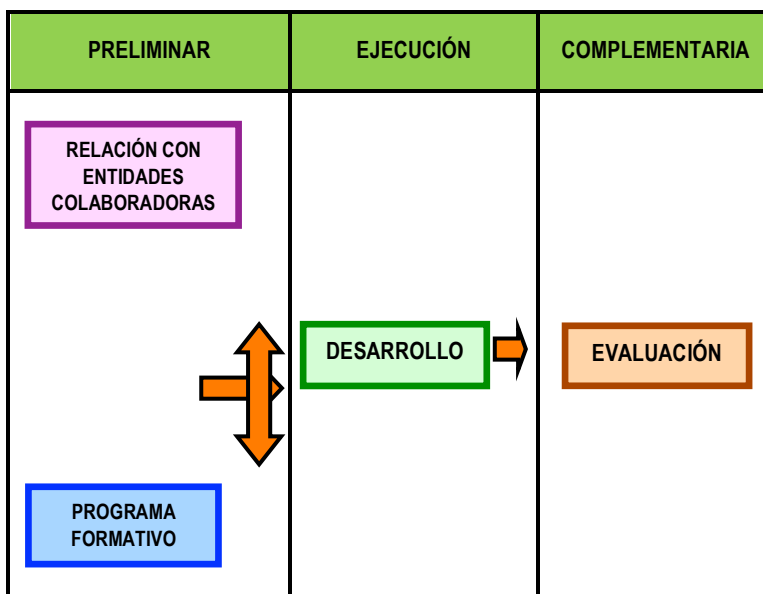 PRELIMINAR
EJECUCIÓN
COMPLEMENTARIA
RELACIÓN CON
ENTIDADES
COLABORADORAS
DESARROLLO
EVALUACIÓN
PROGRAMA
FORMATIVO